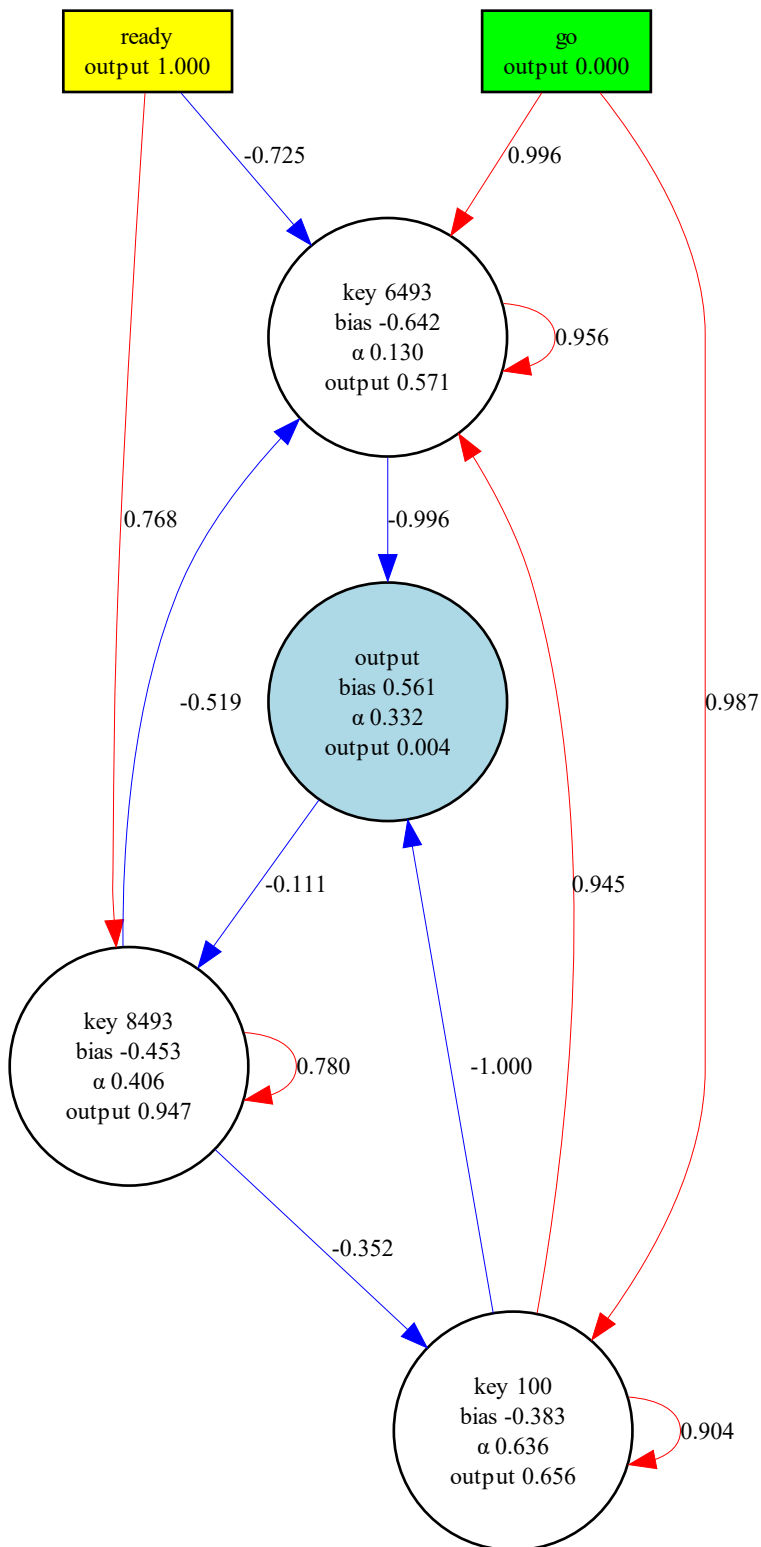 ready
output 1.000
go
output 0.000
-0.725
0.996
key 6493
bias -0.642
α 0.130
output 0.571
0.956
0.768
-0.996
-0.519
output
bias 0.561
α 0.332
output 0.004
0.987
-0.111
0.945
key 8493
bias -0.453
α 0.406
output 0.947
0.780
-1.000
-0.352
key 100
bias -0.383
α 0.636
output 0.656
0.904